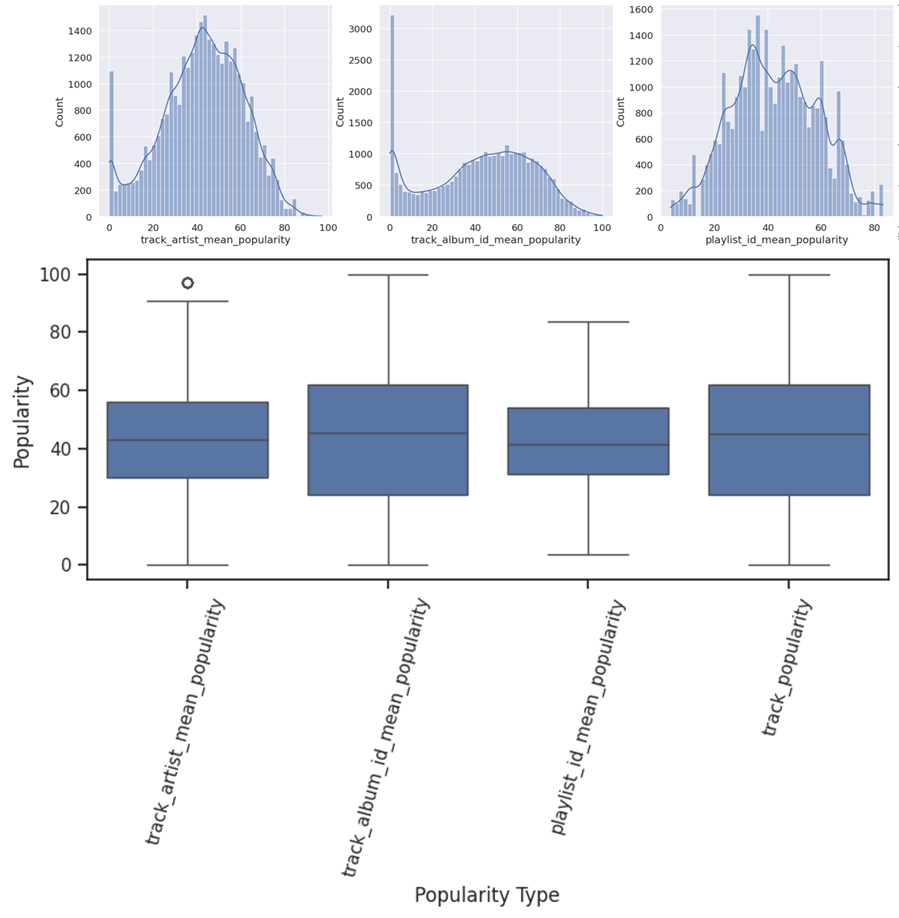 1400
1200
1000
800
600
400
200
0
Count
0 20 40 60 80 100
track_artist_mean_popularity
3000
2500
2000
1500
1000
500
0
Count
0 20 40 60 80 100
track_album_id_mean_popularity
1600
1400
1200
1000
800
600
400
200
0
Count
0 20 40 60 80
playlist_id_mean_popularity
100
80
60
40
20
0
Popularity
track_artist_mean_popularity
track_album_id_mean_popularity
playlist_id_mean_popularity
track_popularity
Popularity Type